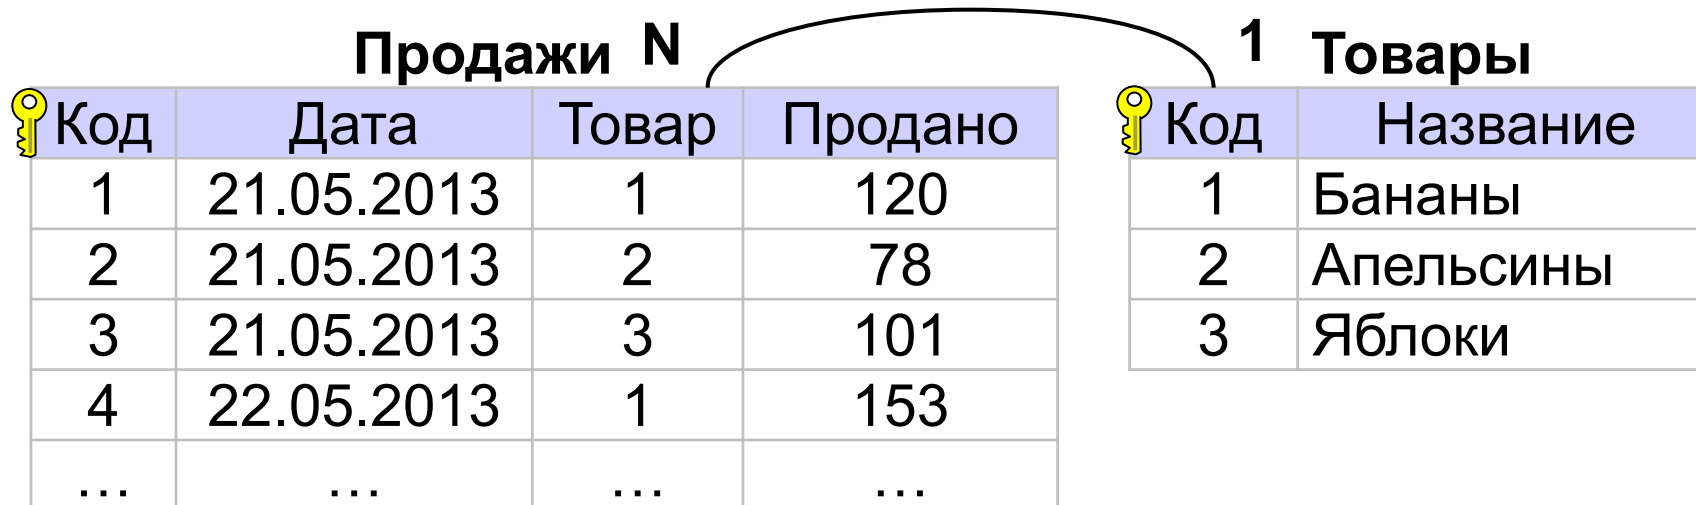 Продажи N 1 Товары
Код Дата Товар Продано Код Название
1 21.05.2013 1 120 1 Бананы
2 21.05.2013 2 78 2 Апельсины
3 21.05.2013 3 101 3 Яблоки
4 22.05.2013 1 153
… … … …